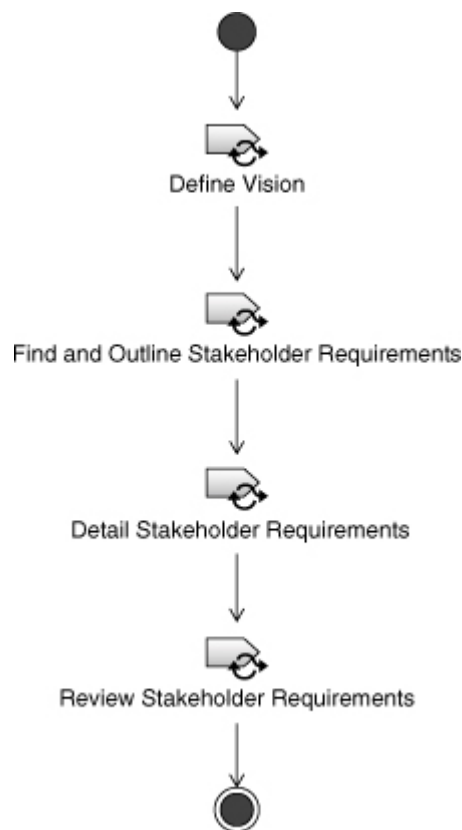 Define Vision
Find and Outline Stakeholder Requirements
Detail Stakeholder Requirements
Review Stakeholder Requirements